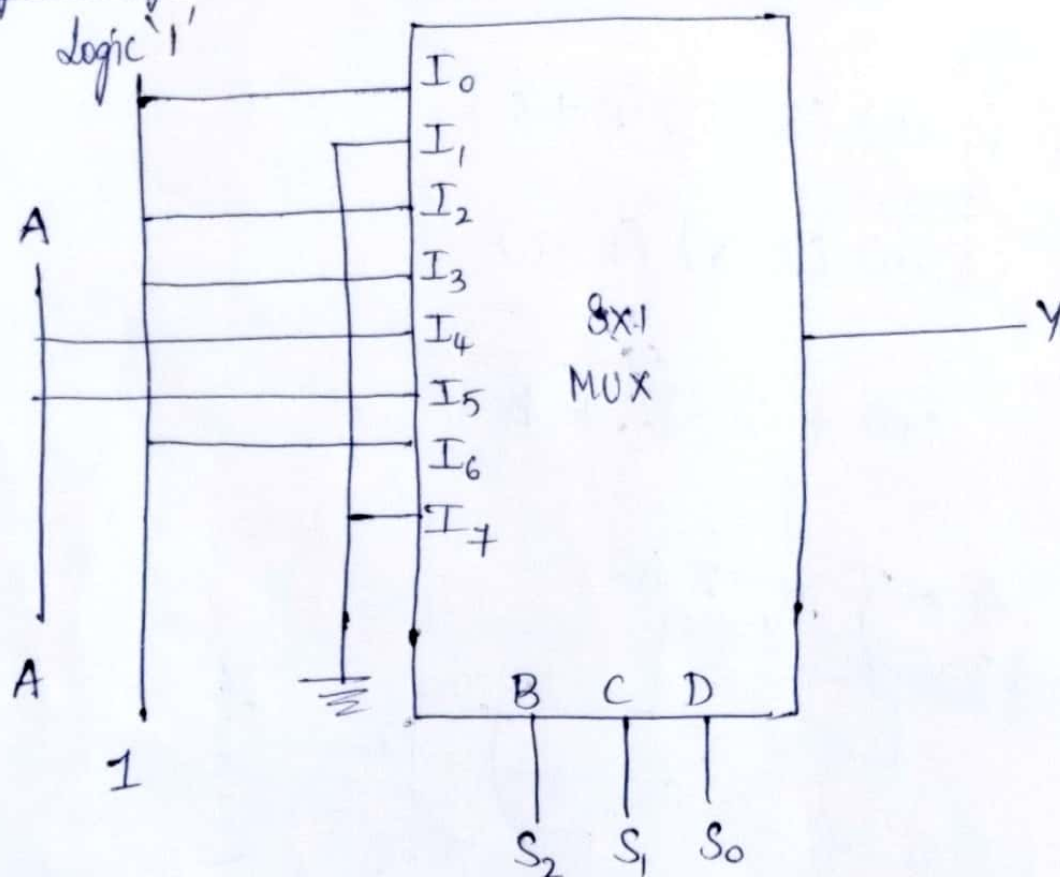 Logic '1'
I₀
I₁
I₂
I₃
I₄
I₅
I₆
I₇
A
A
1
8X1
MUX
Y
B C D
S₂ S₁ S₀